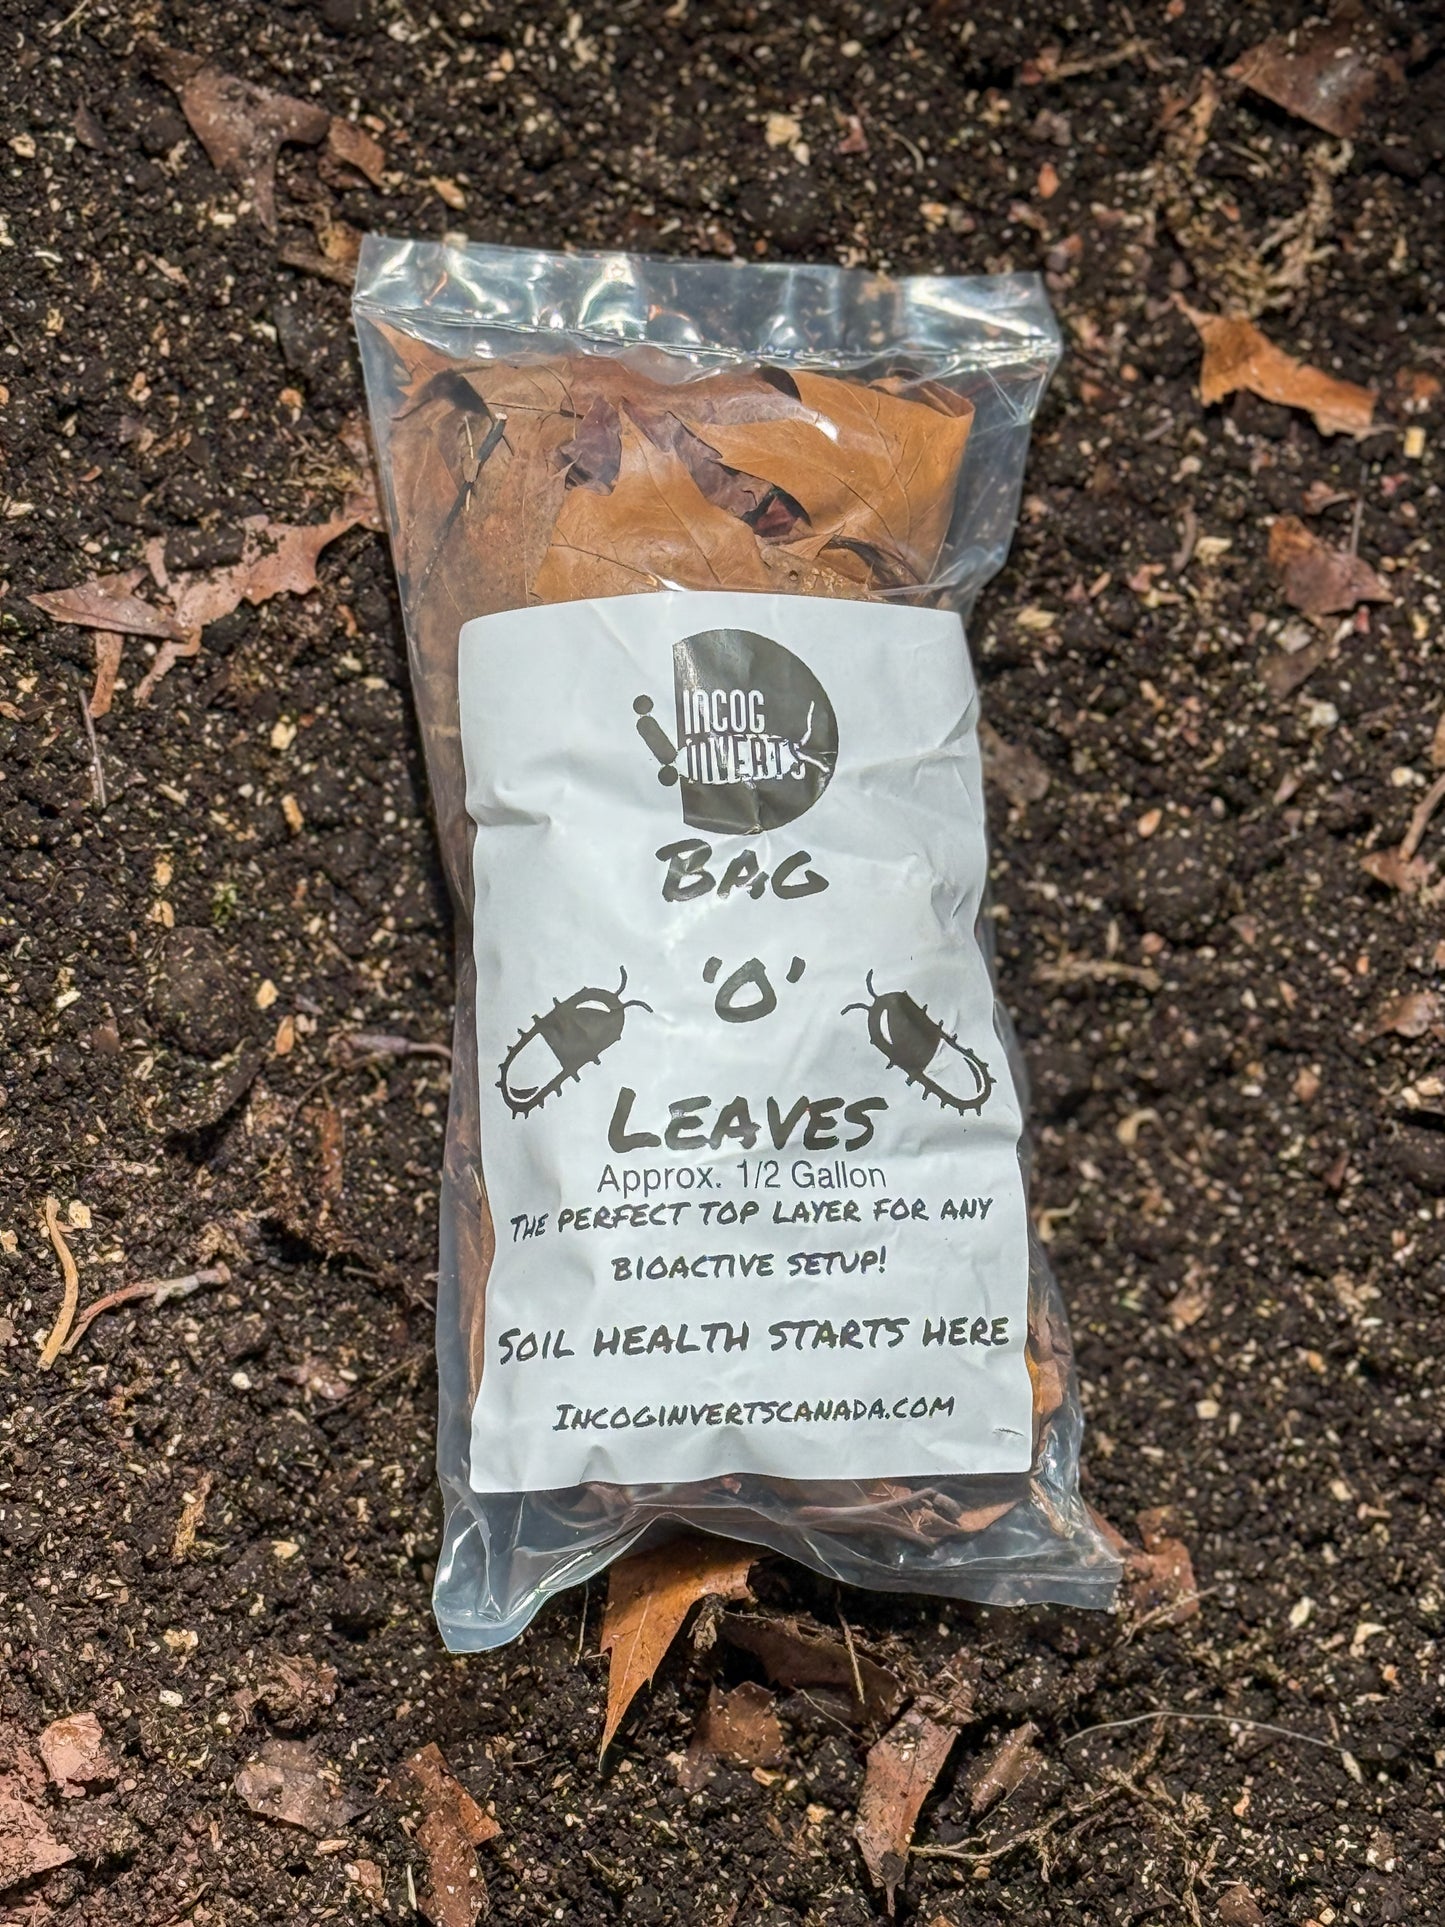 INCOG
INVERTS
BAG
'O'
LEAVES
Approx. 1/2 Gallon
THE PERFECT TOP LAYER FOR ANY
BIOACTIVE SETUP!
SOIL HEALTH STARTS HERE
INCOGINVERTSCANADA.COM